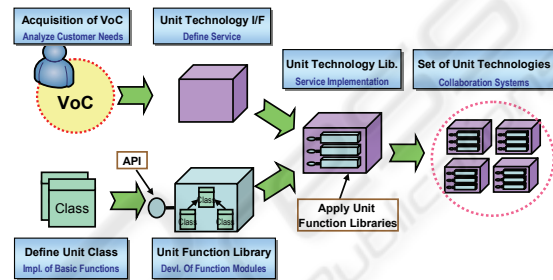 Acquisition of VoC
Analyze Customer Needs
Unit Technology I/F
Define Service
Unit Technology Lib.
Service Implementation
Set of Unit Technologies
Collaboration Systems
VoC
API
Class
Class
Class
Class
Apply Unit
Function Libraries
Define Unit Class
Impl. of Basic Functions
Unit Function Library
Devl. Of Function Modules